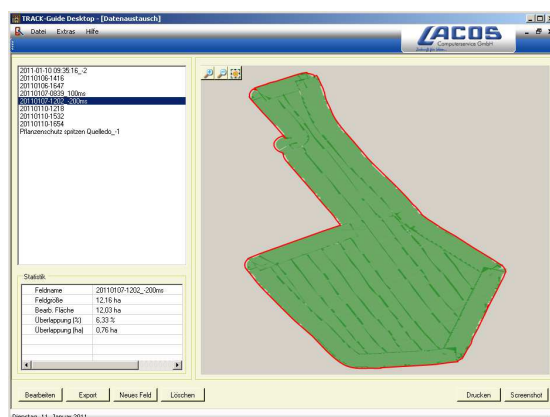 TRACK-Guide Desktop - [Datenaustausch]
Datei Extras Hilfe
LACOS
Computerservice GmbH
2011-01-10 09:35:16_-2
20110106-1416
20110106-1647
20110107-0839_100ms
20110107-1202_-200ms
20110110-1218
20110110-1532
20110110-1654
Pflanzenschutz spritzen Quelledo_-1
Statistik
Feldname 20110107-1202_-200ms
Feldgröße 12,16 ha
Bearb. Fläche 12,03 ha
Überlappung (%) 6,33 %
Überlappung (ha) 0,76 ha
Bearbeiten Export Neues Feld Löschen Drucken Screenshot
Dienstag, 11. Januar 2011